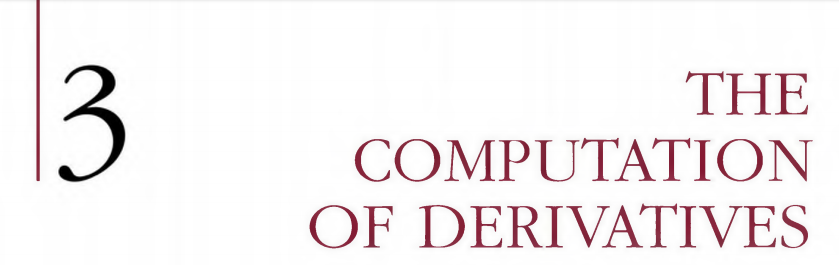 3
THE
COMPUTATION
OF DERIVATIVES